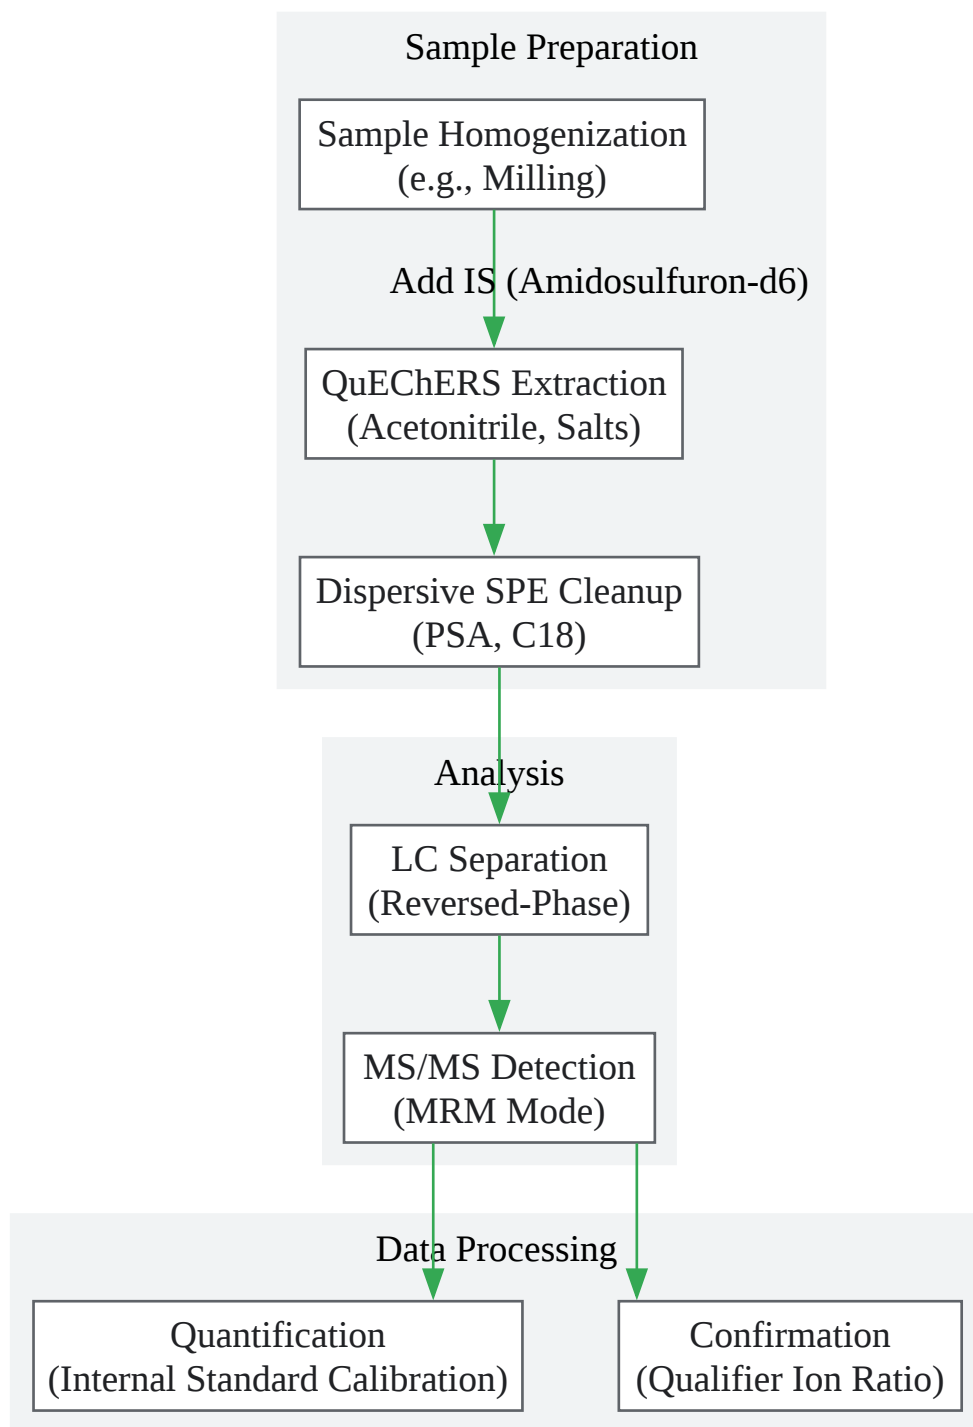 Sample Preparation
Sample Homogenization
(e.g., Milling)
Add IS (Amidosulfuron-d6)
QuEChERS Extraction
(Acetonitrile, Salts)
Dispersive SPE Cleanup
(PSA, C18)
Analysis
LC Separation
(Reversed-Phase)
MS/MS Detection
(MRM Mode)
Data Processing
Quantification
(Internal Standard Calibration)
Confirmation
(Qualifier Ion Ratio)